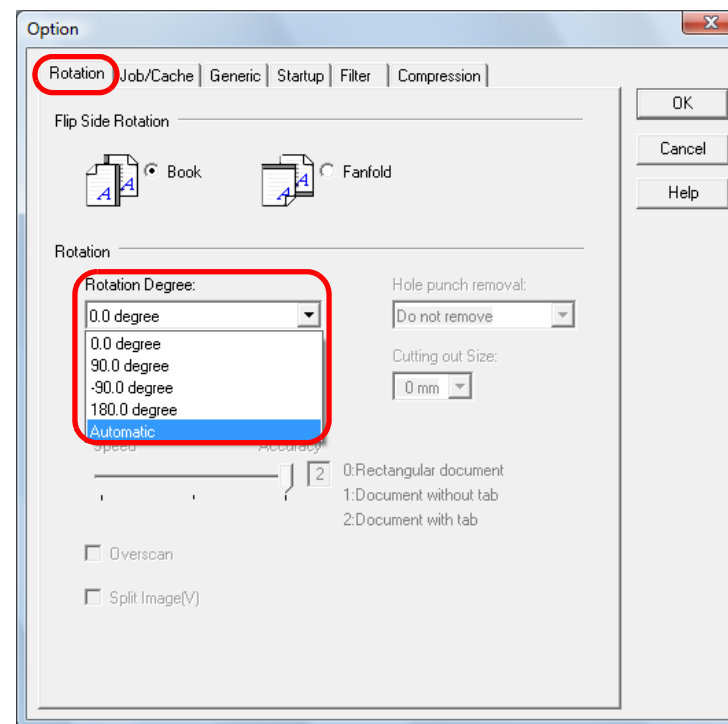 Option
Rotation Job/Cache Generic Startup Filter Compression
OK
Cancel
Help
Flip Side Rotation
A A Book A A Fanfold
Rotation
Rotation Degree: Hole punch removal:
0.0 degree Do not remove
0.0 degree
90.0 degree Cutting out Size:
-90.0 degree 0 mm
180.0 degree
Automatic
Speed Accuracy
2 0:Rectangular document
1:Document without tab
2:Document with tab
Overscan
Split Image(V)